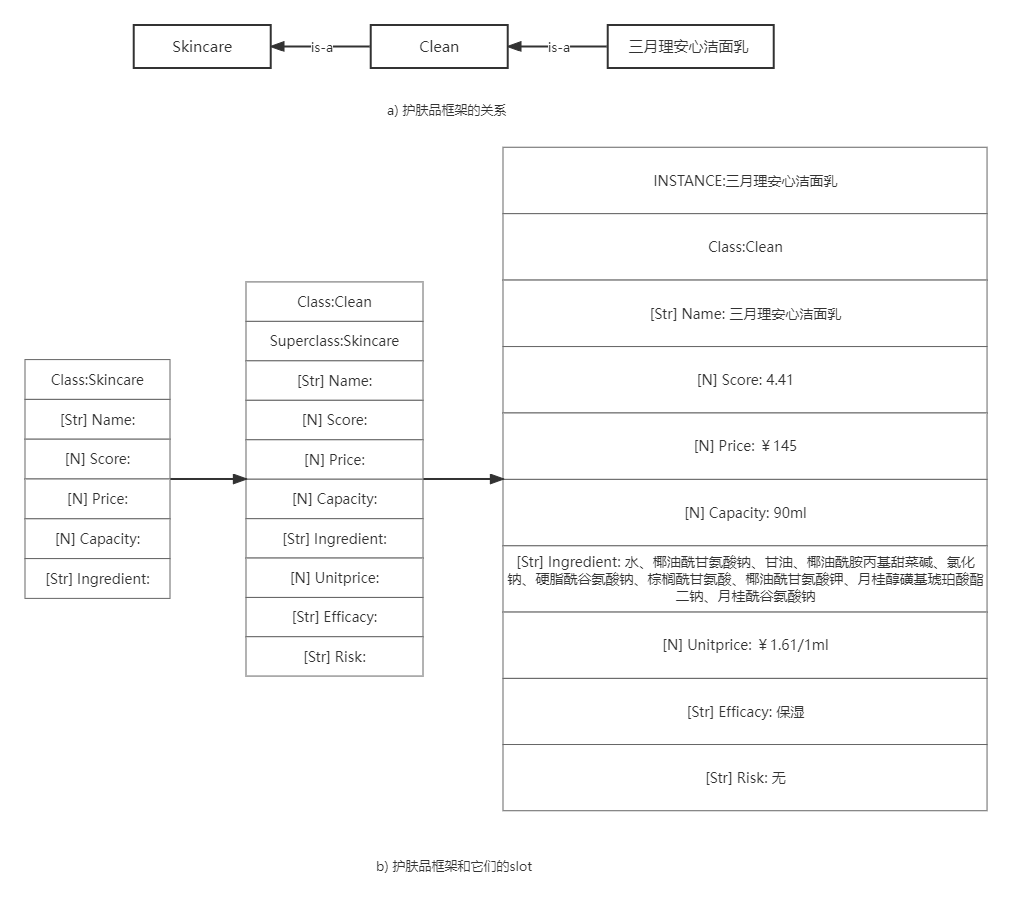 Skincare
is-a
Clean
is-a
三月理安心洁面乳
a) 护肤品框架的关系
Class:Skincare
[Str] Name:
[N] Score:
[N] Price:
[N] Capacity:
[Str] Ingredient:
Class:Clean
Superclass:Skincare
[Str] Name:
[N] Score:
[N] Price:
[N] Capacity:
[Str] Ingredient:
[N] Unitprice:
[Str] Efficacy:
[Str] Risk:
INSTANCE:三月理安心洁面乳
Class:Clean
[Str] Name: 三月理安心洁面乳
[N] Score: 4.41
[N] Price: ￥145
[N] Capacity: 90ml
[Str] Ingredient: 水、椰油酰甘氨酸钠、甘油、椰油酰胺丙基甜菜碱、氯化
钠、硬脂酰谷氨酸钠、棕榈酰甘氨酸、椰油酰甘氨酸钾、月桂醇磺基琥珀酸酯
二钠、月桂酰谷氨酸钠
[N] Unitprice: ￥1.61/1ml
[Str] Efficacy: 保湿
[Str] Risk: 无
b) 护肤品框架和它们的slot